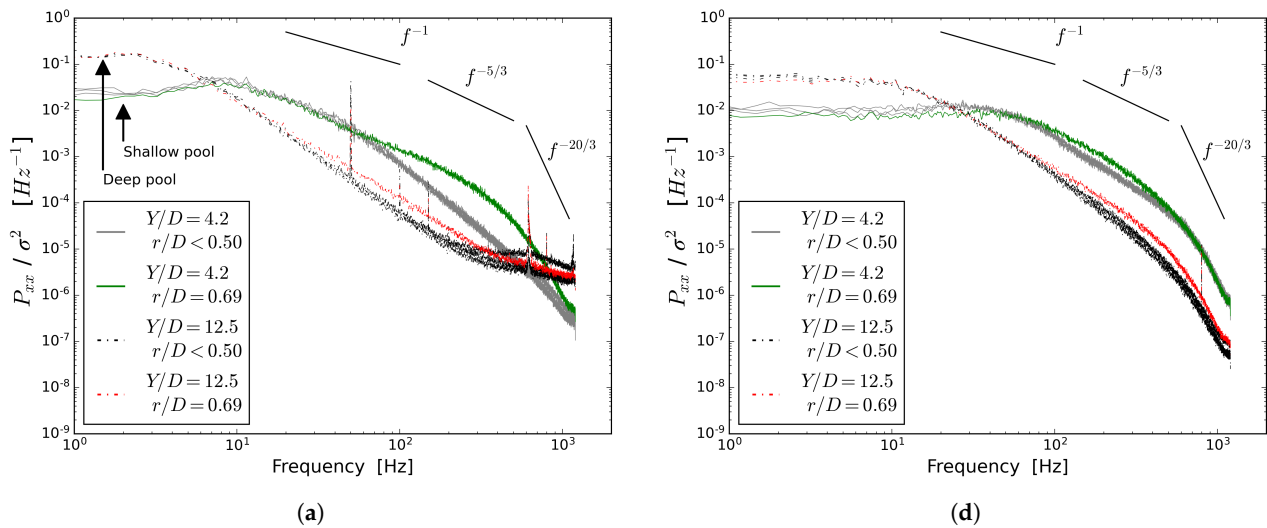 10^0
10^-1
10^-2
10^-3
10^-4
10^-5
10^-6
10^-7
10^-8
10^-9
P_xx / σ^2 [Hz^-1]
f^-1
f^-5/3
f^-20/3
Shallow pool
Deep pool
Y/D = 4.2
r/D < 0.50
Y/D = 4.2
r/D = 0.69
Y/D = 12.5
r/D < 0.50
Y/D = 12.5
r/D = 0.69
10^0 10^1 10^2 10^3
Frequency [Hz]
(a)
10^0
10^-1
10^-2
10^-3
10^-4
10^-5
10^-6
10^-7
10^-8
10^-9
P_xx / σ^2 [Hz^-1]
f^-1
f^-5/3
f^-20/3
Y/D = 4.2
r/D < 0.50
Y/D = 4.2
r/D = 0.69
Y/D = 12.5
r/D < 0.50
Y/D = 12.5
r/D = 0.69
10^0 10^1 10^2 10^3
Frequency [Hz]
(d)